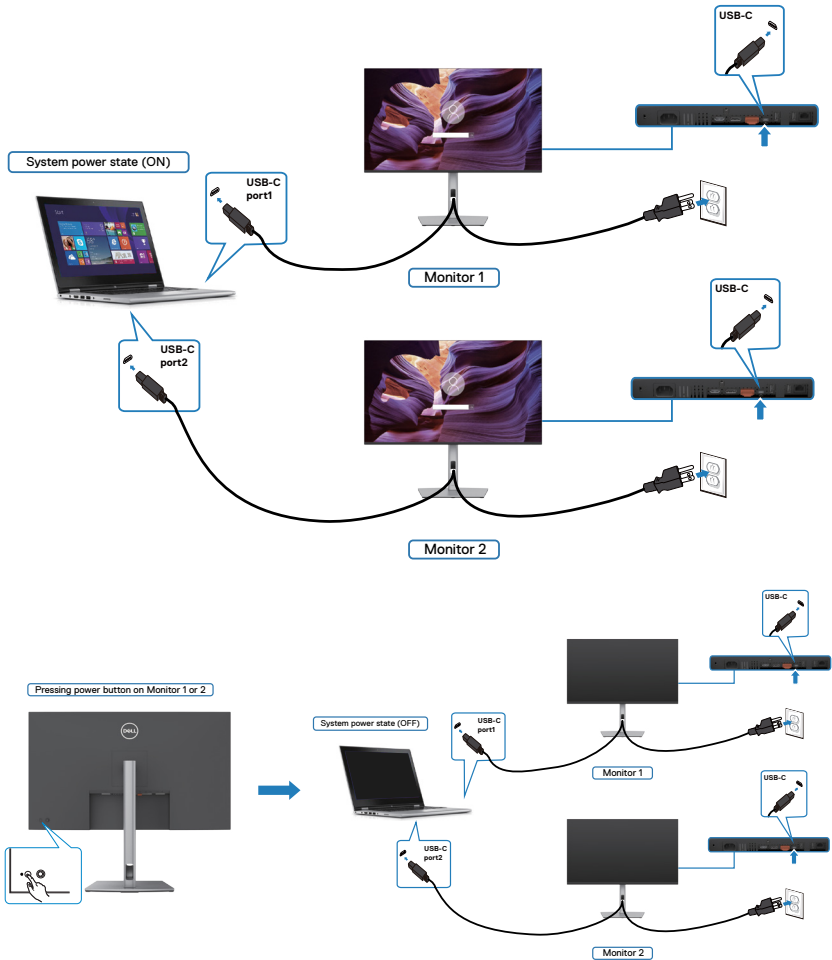 USB-C
System power state (ON)
USB-C
port1
Monitor 1
USB-C
USB-C
port2
Monitor 2
USB-C
Pressing power button on Monitor 1 or 2
DELL
System power state (OFF)
USB-C
port1
Monitor 1
USB-C
USB-C
port2
Monitor 2
Start